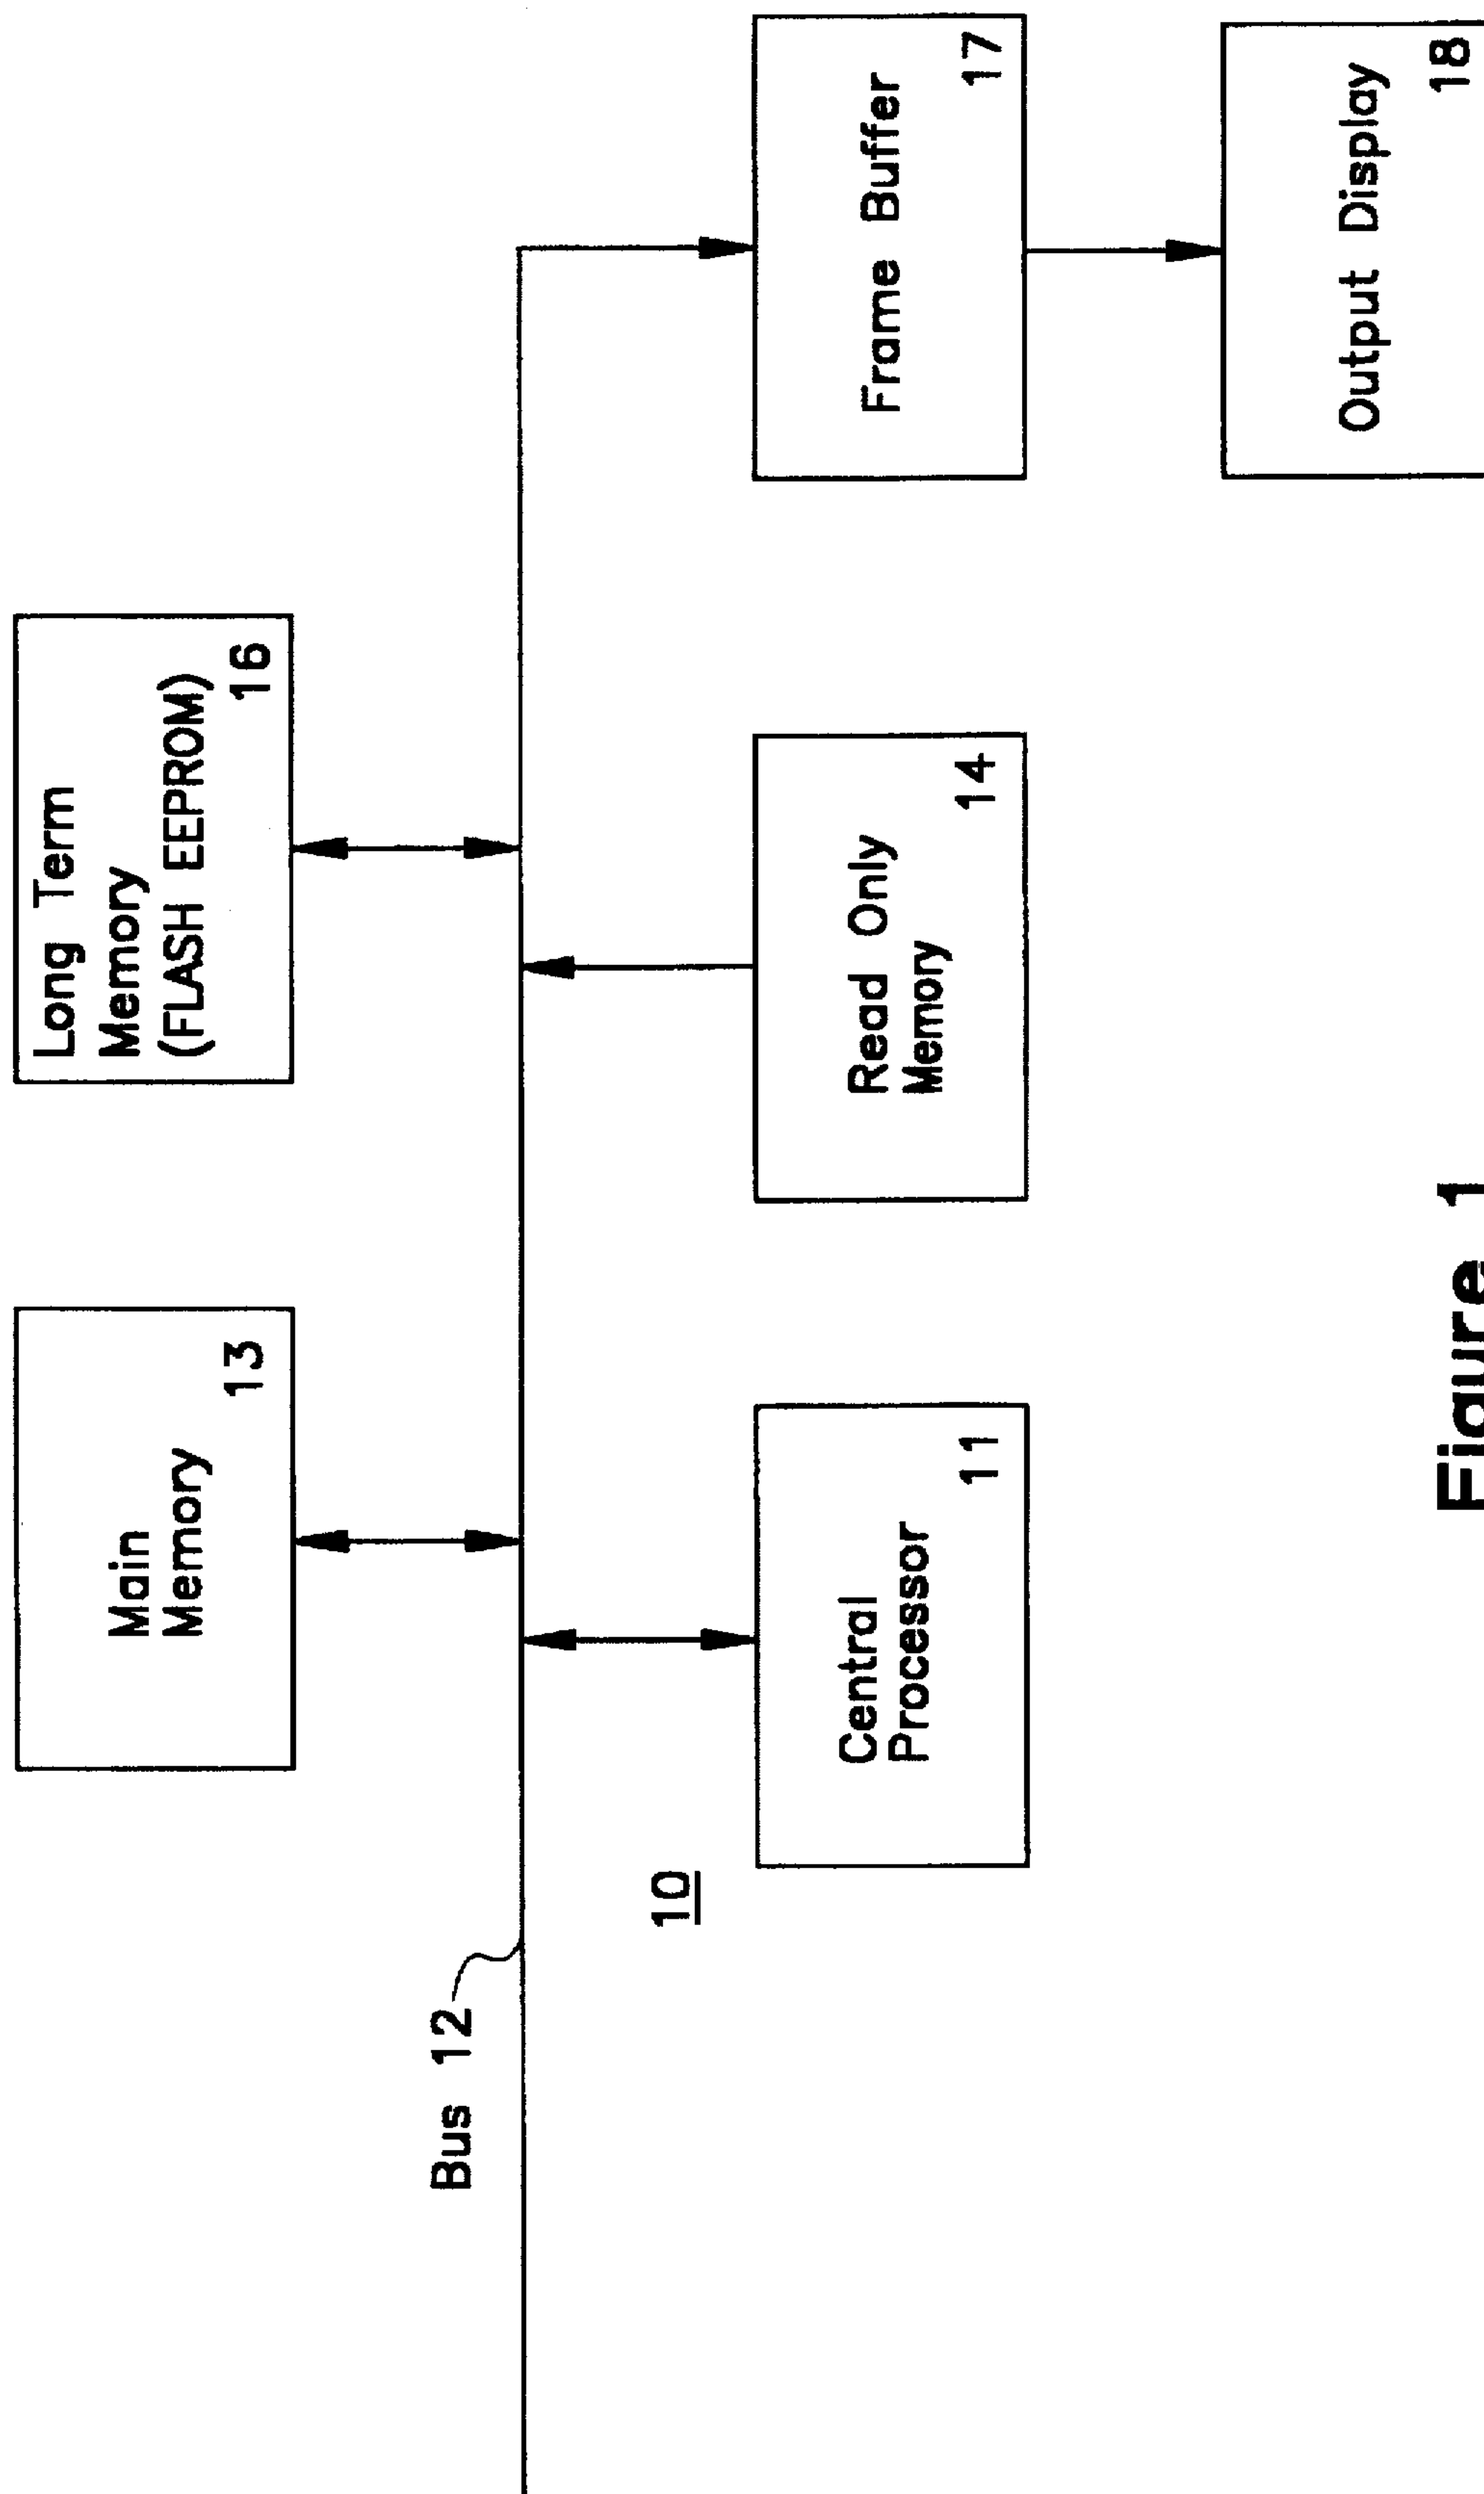 Main
Memory
13
Long Term
Memory
(FLASH EEPROM)
16
Bus 12
10
Central
Processor
11
Read Only
Memory
14
Frame Buffer
17
Output Display
18
Figure 1